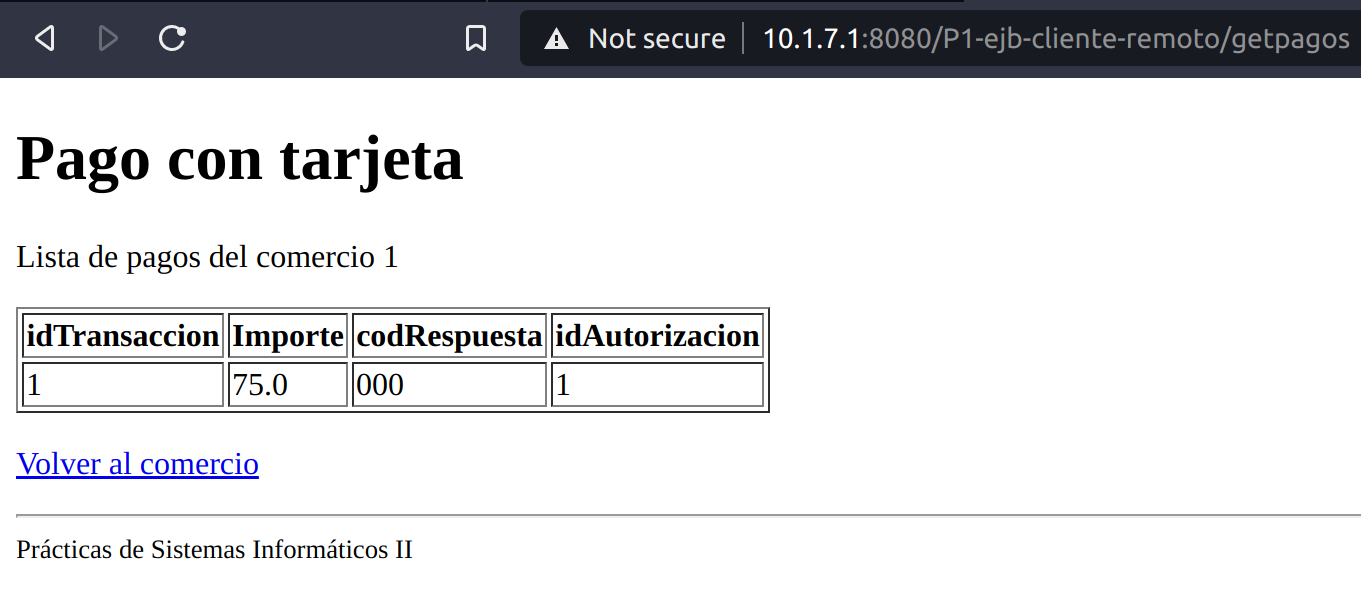 Not secure 10.1.7.1:8080/P1-ejb-cliente-remoto/getpagos
Pago con tarjeta
Lista de pagos del comercio 1
idTransaccion Importe codRespuesta idAutorizacion
1 75.0 000 1
Volver al comercio
Prácticas de Sistemas Informáticos II